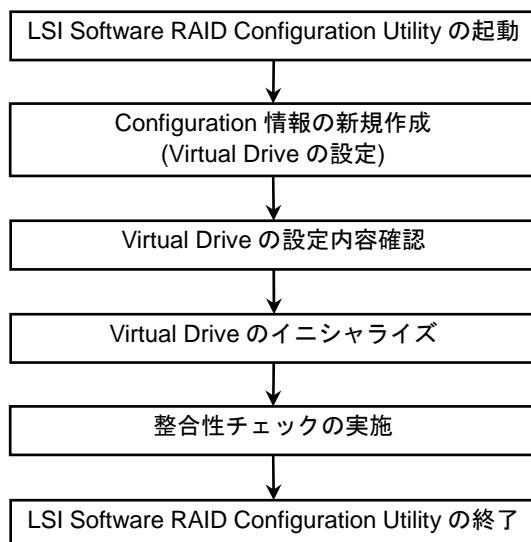 LSI Software RAID Configuration Utility の起動
Configuration 情報の新規作成
(Virtual Drive の設定)
Virtual Drive の設定内容確認
Virtual Drive のイニシャライズ
整合性チェックの実施
LSI Software RAID Configuration Utility の終了